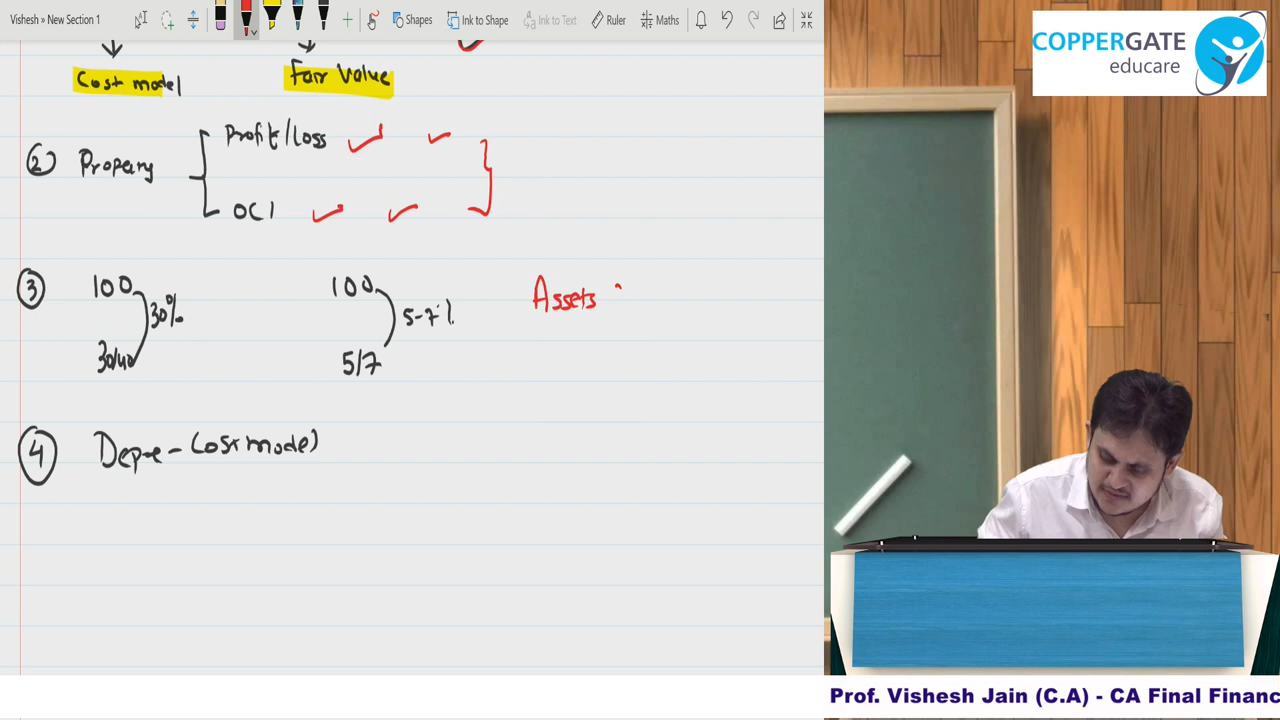 Vishesh » New Section 1
Shapes
Ink to Shape
Ink to Text
Ruler
Maths
COPPERGATE
educare
Cost model
Fair Value
② Property
Profit/Loss
OCI
③ 100 30%
100 5-7%
Assets
5/7
④ Depre - Cost model
Prof. Vishesh Jain (C.A) - CA Final Financ